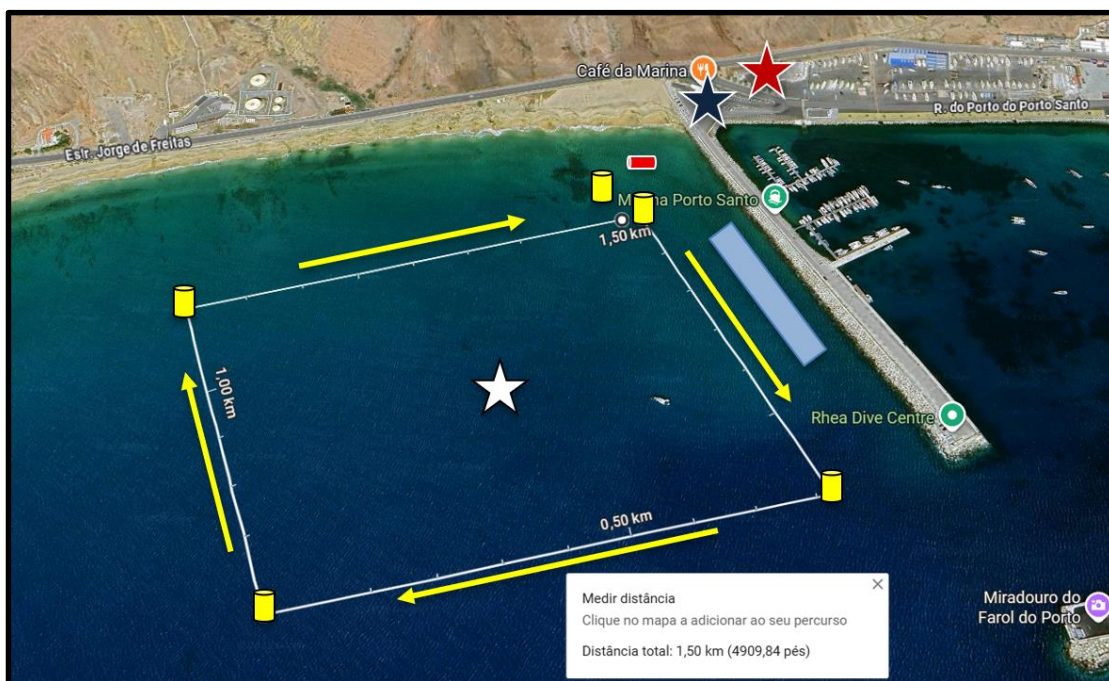 Café da Marina
R. do Porto do Porto Santo
Estr. Jorge de Freitas
Marina Porto Santo
1,50 km
1,00 km
Rhea Dive Centre
0,50 km
Medir distância
Clique no mapa a adicionar ao seu percurso
Distância total: 1,50 km (4909,84 pés)
Miradouro do
Farol do Porto